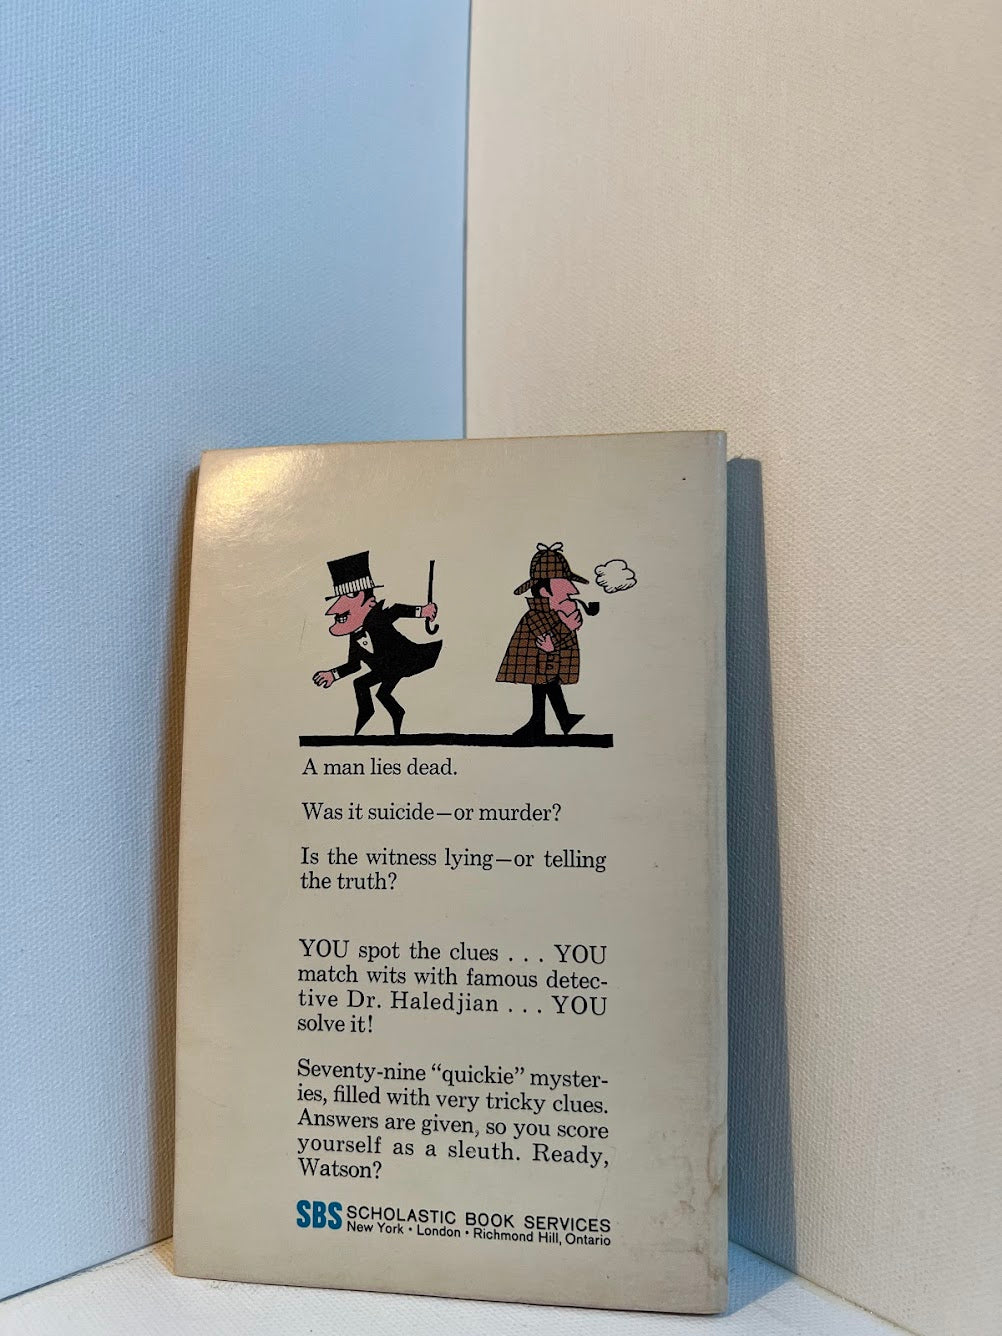 A man lies dead.
Was it suicide—or murder?
Is the witness lying—or telling
the truth?
YOU spot the clues . . . YOU
match wits with famous detec-
tive Dr. Haledjian . . . YOU
solve it!
Seventy-nine “quickie” myster-
ies, filled with very tricky clues.
Answers are given, so you score
yourself as a sleuth. Ready,
Watson?
SBS SCHOLASTIC BOOK SERVICES
New York • London • Richmond Hill, Ontario